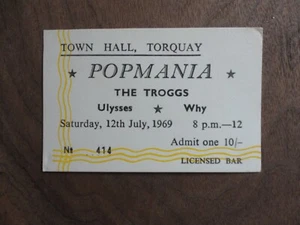 TOWN HALL, TORQUAY
★ POPMANIA ★
THE TROGGS
Ulysses ★ Why
Saturday, 12th July, 1969 8 p.m.—12
Admit one 10/-
№ 414
LICENSED BAR